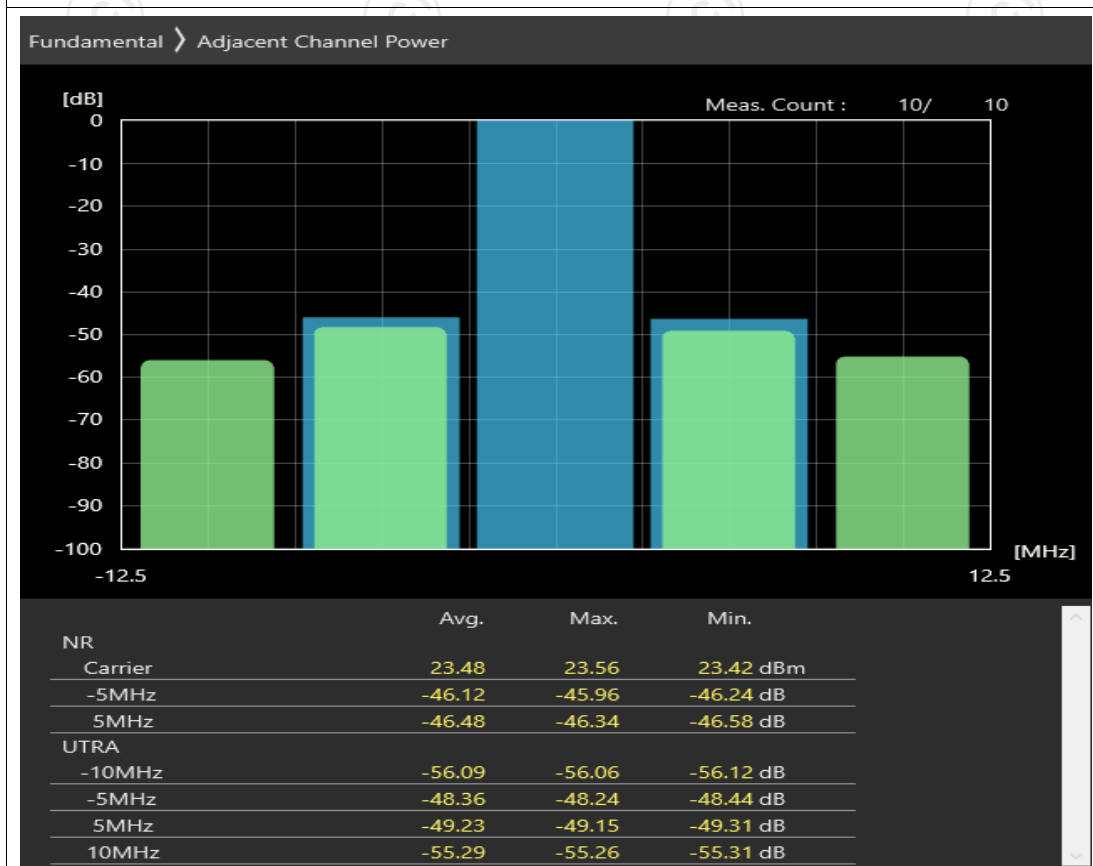 Fundamental 〉 Adjacent Channel Power
[dB]
Meas. Count : 10/ 10
0
-10
-20
-30
-40
-50
-60
-70
-80
-90
-100
[MHz]
-12.5 12.5
Avg. Max. Min.
NR
Carrier 23.48 23.56 23.42 dBm
-5MHz -46.12 -45.96 -46.24 dB
5MHz -46.48 -46.34 -46.58 dB
UTRA
-10MHz -56.09 -56.06 -56.12 dB
-5MHz -48.36 -48.24 -48.44 dB
5MHz -49.23 -49.15 -49.31 dB
10MHz -55.29 -55.26 -55.31 dB